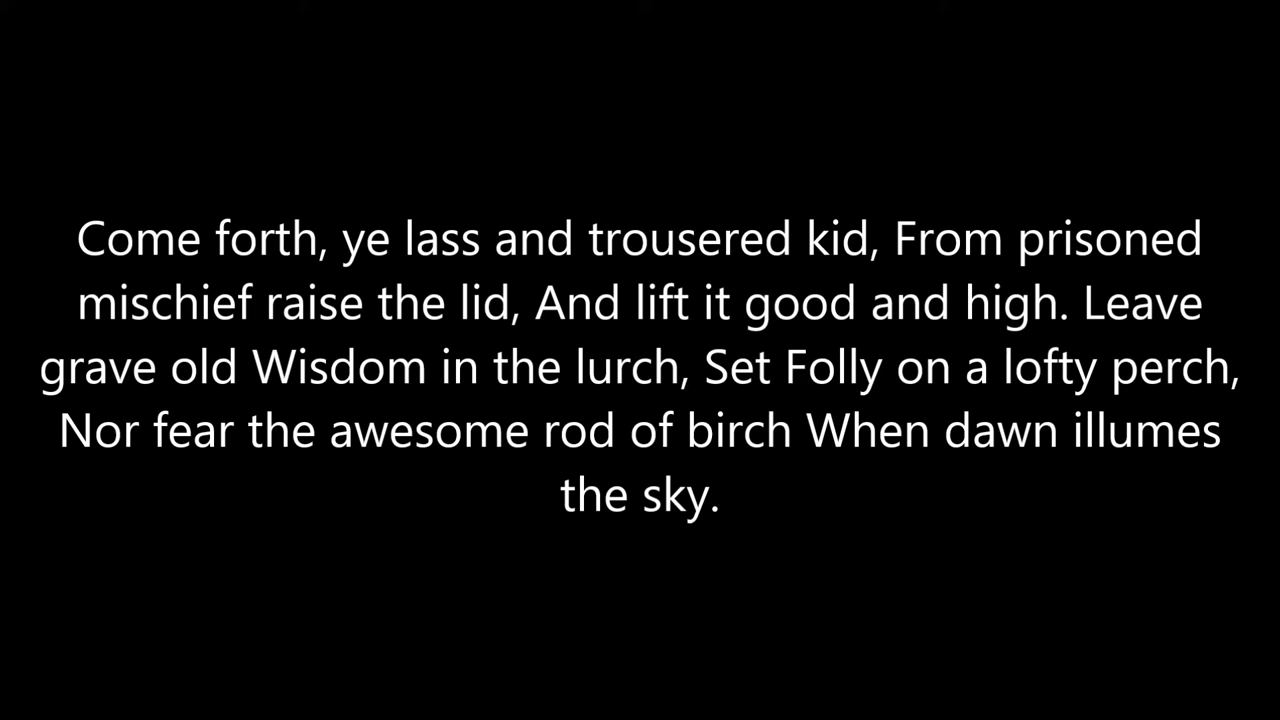 Come forth, ye lass and trousered kid, From prisoned
mischief raise the lid, And lift it good and high. Leave
grave old Wisdom in the lurch, Set Folly on a lofty perch,
Nor fear the awesome rod of birch When dawn illumes
the sky.